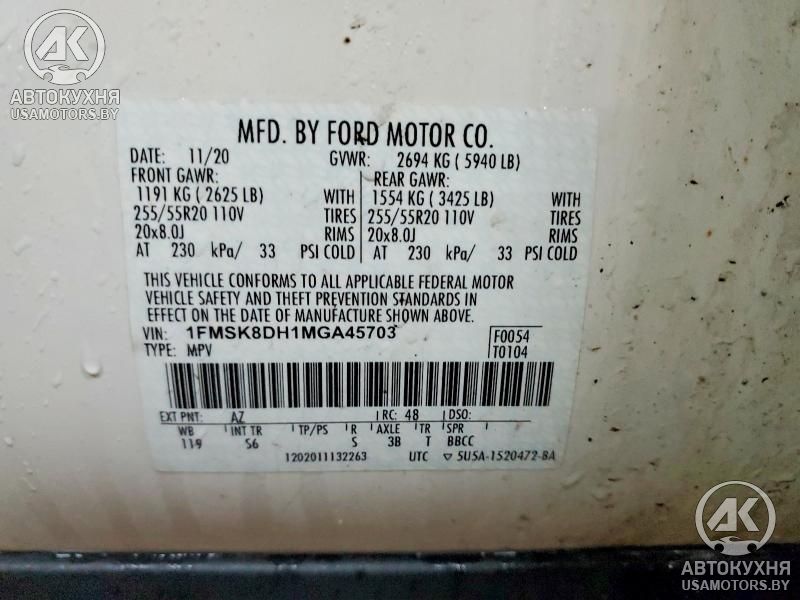 AK
АВТОКУХНЯ
USAMOTORS.BY
MFD. BY FORD MOTOR CO.
DATE: 11/20 GVWR: 2694 KG ( 5940 LB)
FRONT GAWR: REAR GAWR:
1191 KG ( 2625 LB) WITH 1554 KG ( 3425 LB) WITH
255/55R20 110V TIRES 255/55R20 110V TIRES
20x8.0J RIMS 20x8.0J RIMS
AT 230 kPa/ 33 PSI COLD AT 230 kPa/ 33 PSI COLD
THIS VEHICLE CONFORMS TO ALL APPLICABLE FEDERAL MOTOR
VEHICLE SAFETY AND THEFT PREVENTION STANDARDS IN
EFFECT ON THE DATE OF MANUFACTURE SHOWN ABOVE.
VIN: 1FMSK8DH1MGA45703 F0054
TYPE: MPV T0104
EXT PNT: AZ RC: 48 DSO:
WB INT TR TP/PS R AXLE TR SPR
119 S6 S 3B T BBCC
1202011132263 UTC ▽ 5U5A-1520472-BA
AK
АВТОКУХНЯ
USAMOTORS.BY